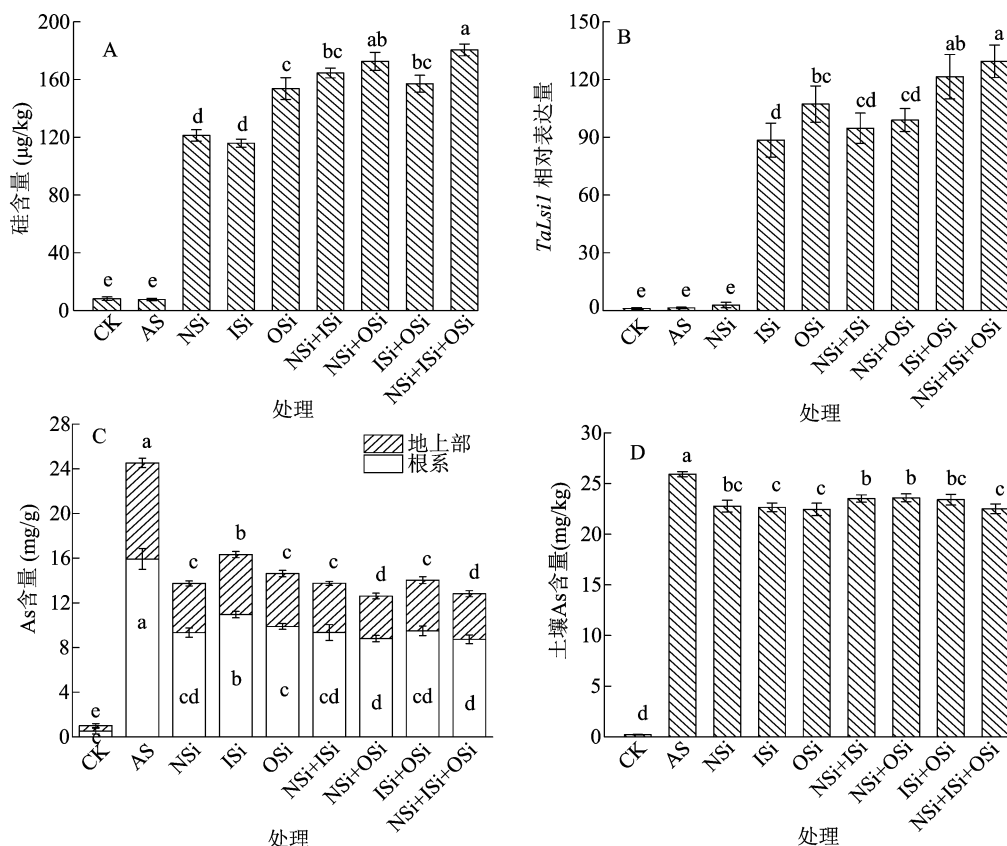 A
硅含量 (μg/kg)
200
160
120
80
40
0
e e d d c bc ab bc a
CK AS NSi ISi OSi NSi+ISi NSi+OSi ISi+OSi NSi+ISi+OSi
处理
B
TaLsi1 相对表达量
150
120
90
60
30
0
e e e d bc cd cd ab a
CK AS NSi ISi OSi NSi+ISi NSi+OSi ISi+OSi NSi+ISi+OSi
处理
C
地上部
根系
As含量 (mg/g)
28
24
20
16
12
8
4
0
e a c b c c d c d
e a cd b c cd d cd d
CK AS NSi ISi OSi NSi+ISi NSi+OSi ISi+OSi NSi+ISi+OSi
处理
D
土壤As含量(mg/kg)
30
25
20
15
10
5
0
d a bc c c b b bc c
CK AS NSi ISi OSi NSi+ISi NSi+OSi ISi+OSi NSi+ISi+OSi
处理